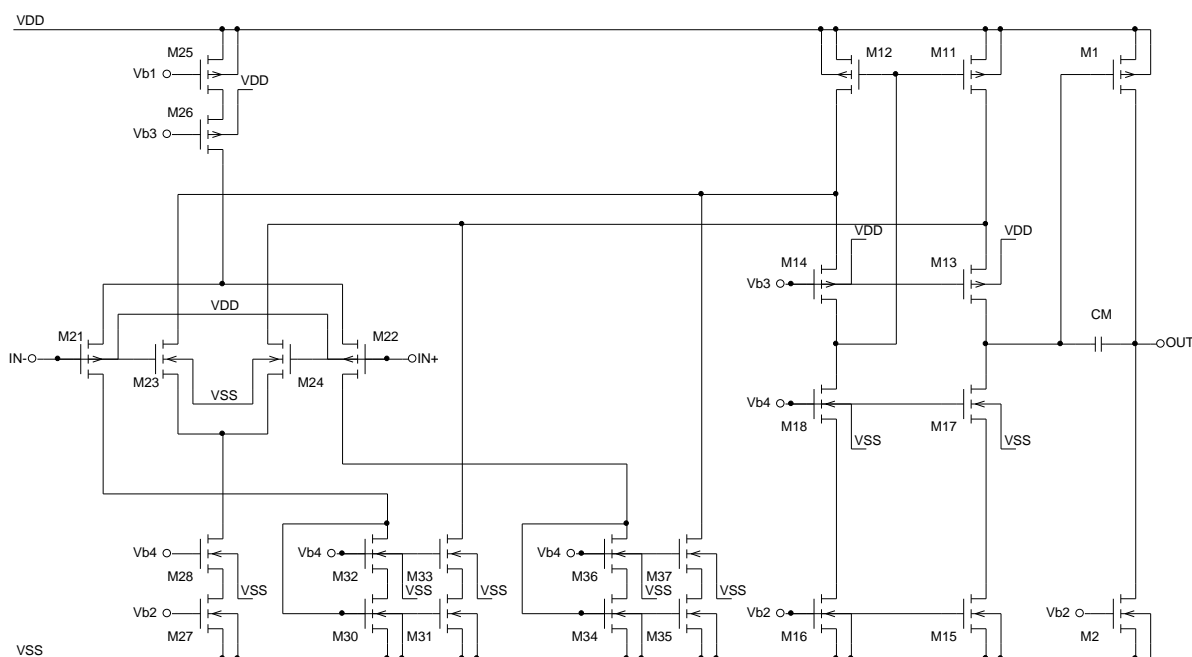 VDD
M25
M12
M11
M1
Vb1
VDD
M26
Vb3
VDD
VDD
M14
M13
Vb3
VDD
CM
M21
M22
IN-
IN+
OUT
M23
VSS
M24
Vb4
M18
M17
VSS
VSS
Vb4
Vb4
Vb4
M28
M32
M33
M36
M37
VSS
VSS
VSS
VSS
VSS
Vb2
Vb2
Vb2
M27
M30
M31
M34
M35
M16
M15
M2
VSS